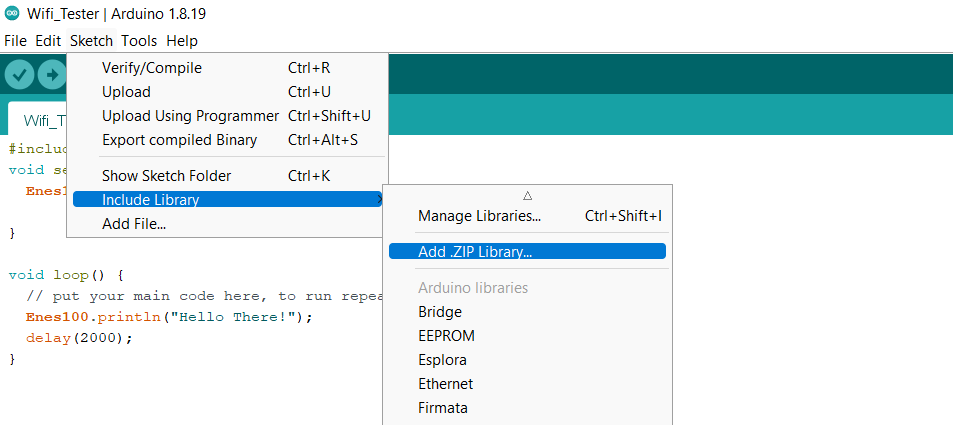 Wifi_Tester | Arduino 1.8.19
File Edit Sketch Tools Help
Verify/Compile Ctrl+R
Upload Ctrl+U
Upload Using Programmer Ctrl+Shift+U
Export compiled Binary Ctrl+Alt+S
Show Sketch Folder Ctrl+K
Include Library
Add File...
Manage Libraries... Ctrl+Shift+I
Add .ZIP Library...
Arduino libraries
Bridge
EEPROM
Esplora
Ethernet
Firmata
Wifi_T
#includ
void se
Enes1
}
void loop() {
// put your main code here, to run repea
Enes100.println("Hello There!");
delay(2000);
}